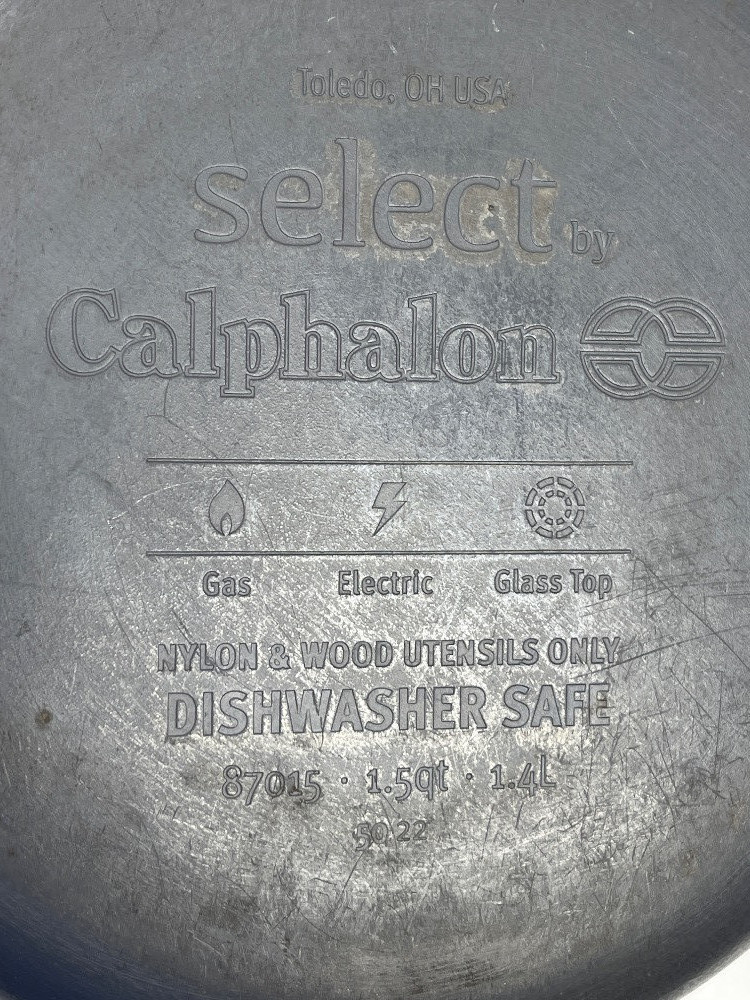 Toledo, OH USA
select by
Calphalon
Gas Electric Glass Top
NYLON & WOOD UTENSILS ONLY
DISHWASHER SAFE
87015 · 1.5qt · 1.4L
50.22